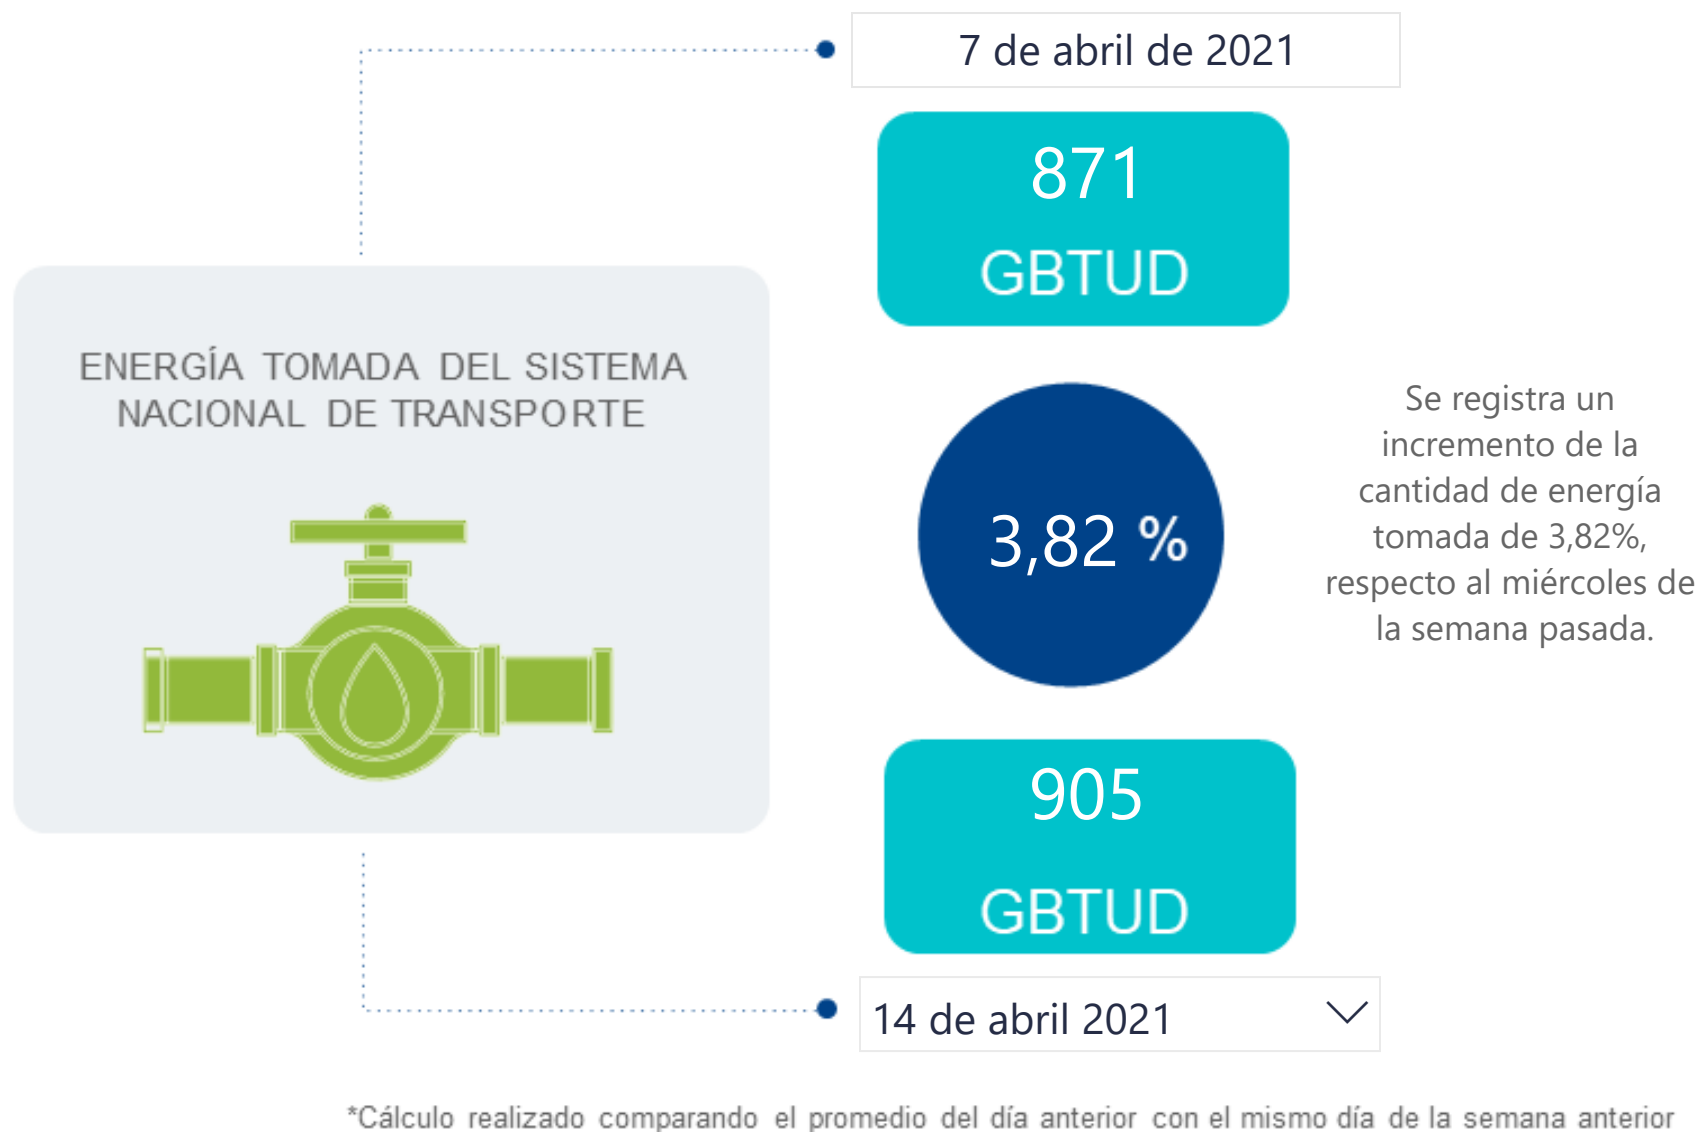 7 de abril de 2021
871
GBTUD
ENERGÍA TOMADA DEL SISTEMA
NACIONAL DE TRANSPORTE
3,82 %
Se registra un
incremento de la
cantidad de energía
tomada de 3,82%,
respecto al miércoles de
la semana pasada.
905
GBTUD
14 de abril 2021
*Cálculo realizado comparando el promedio del día anterior con el mismo día de la semana anterior